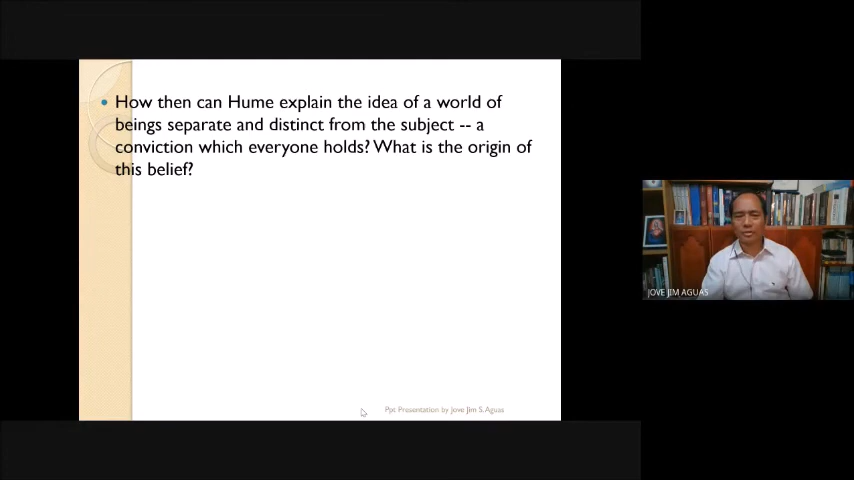 How then can Hume explain the idea of a world of
beings separate and distinct from the subject -- a
conviction which everyone holds? What is the origin of
this belief?
JOVE JIM AGUAS
Ppt Presentation by Jove Jim S. Aguas